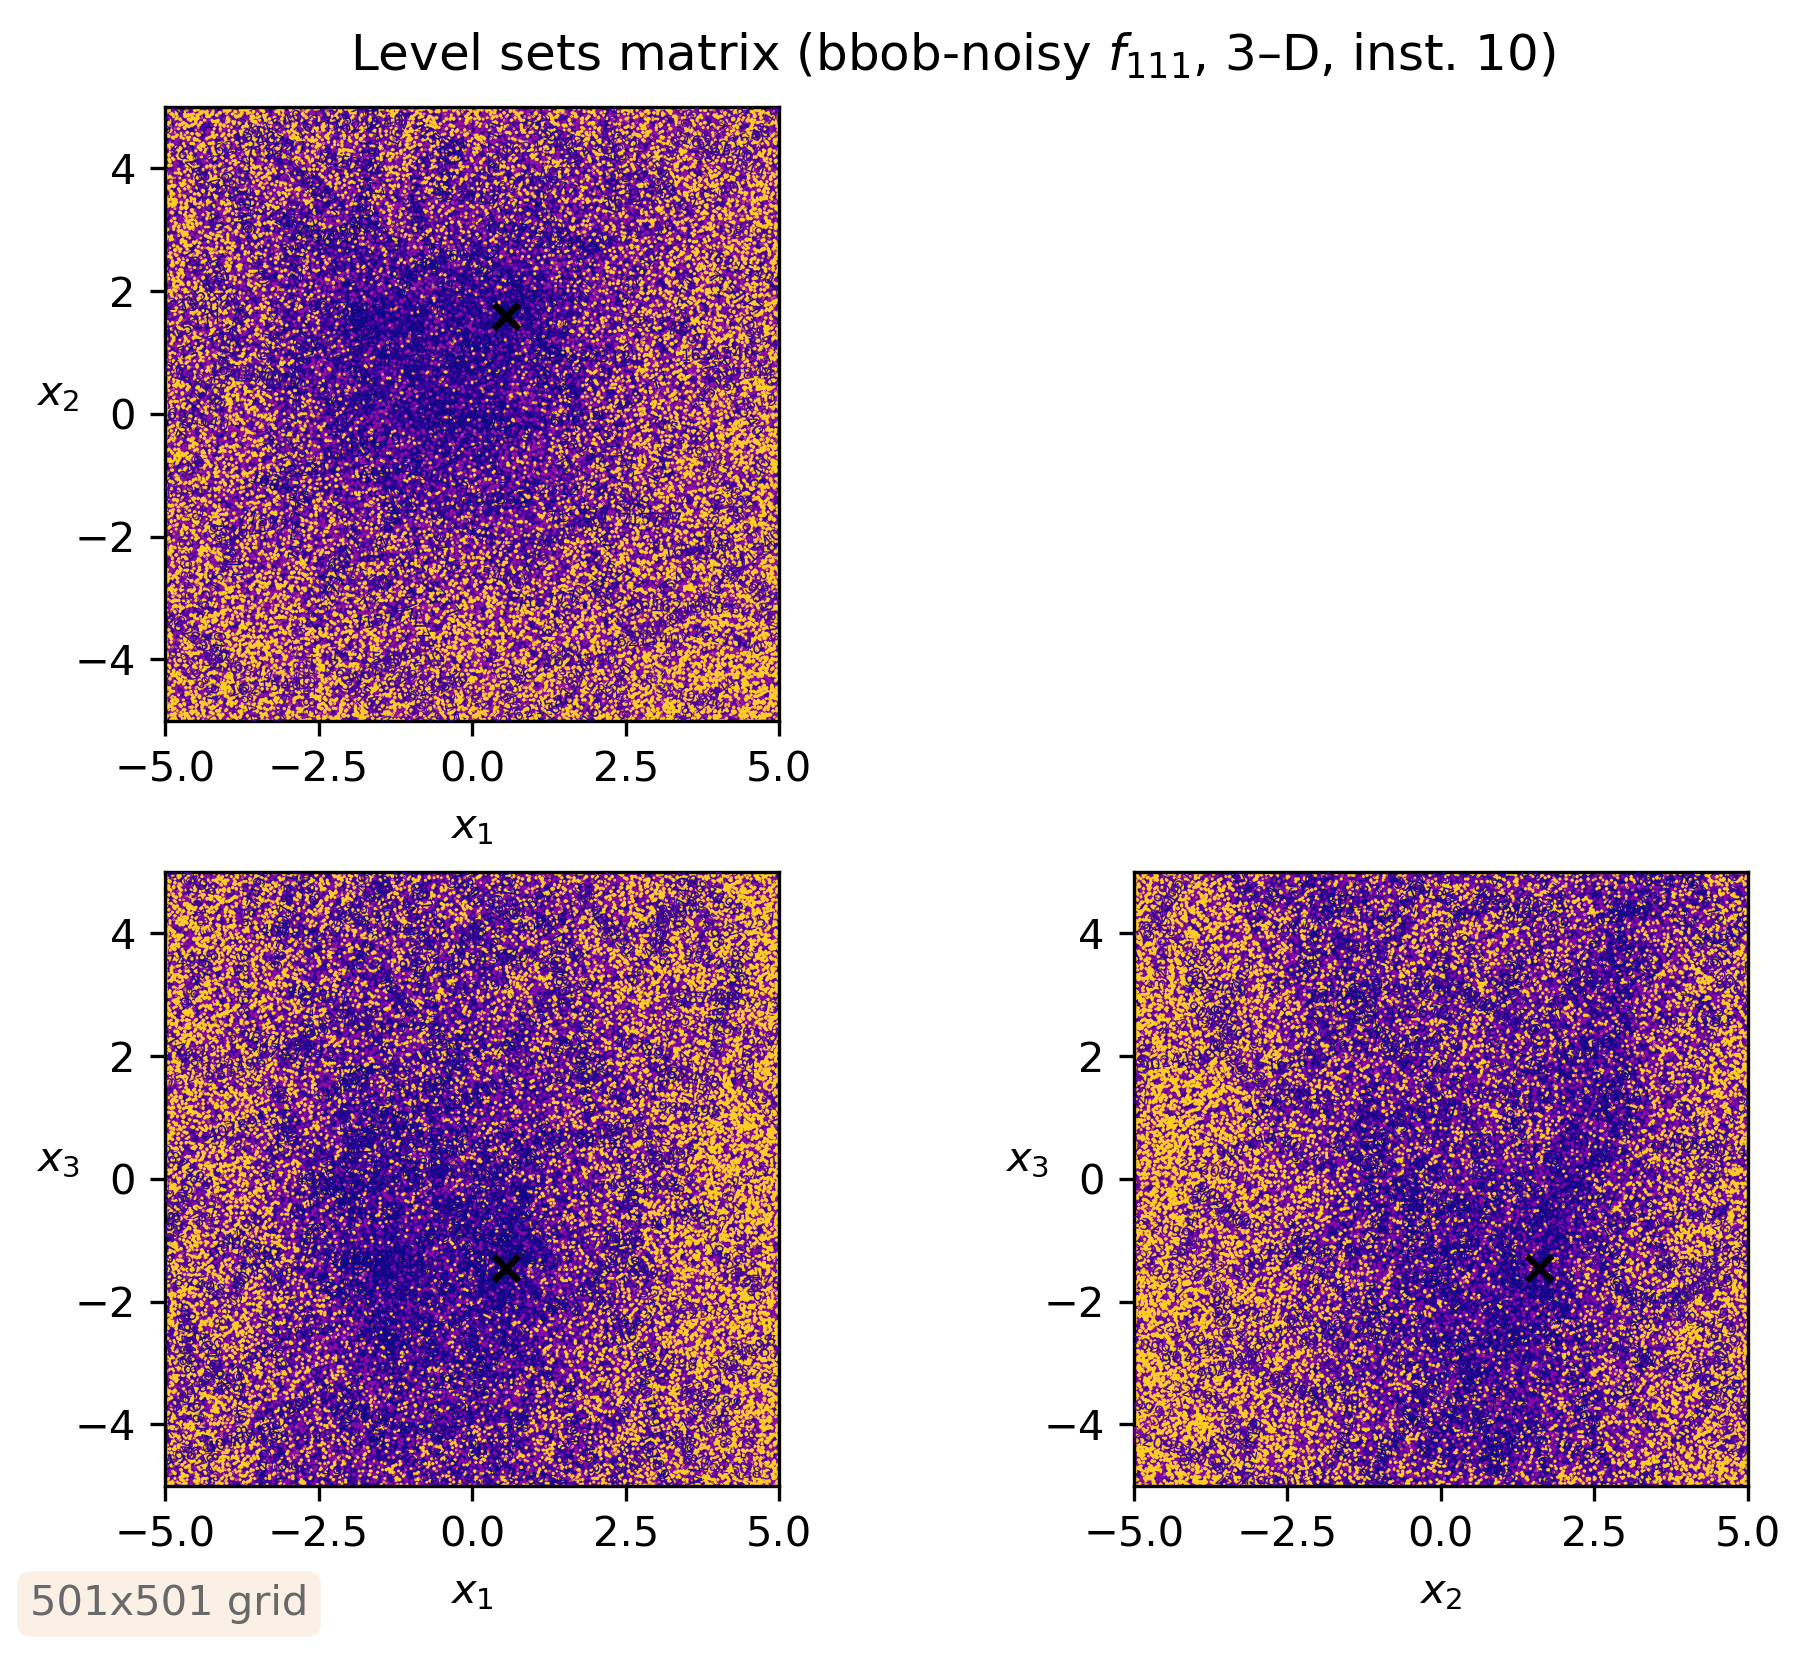 Level sets matrix (bbob-noisy f₁₁₁, 3–D, inst. 10)
4
2
x₂ 0
−2
−4
−5.0 −2.5 0.0 2.5 5.0
x₁
4 4
2 2
x₃ 0 x₃ 0
−2 −2
−4 −4
−5.0 −2.5 0.0 2.5 5.0 −5.0 −2.5 0.0 2.5 5.0
x₁ x₂
501x501 grid